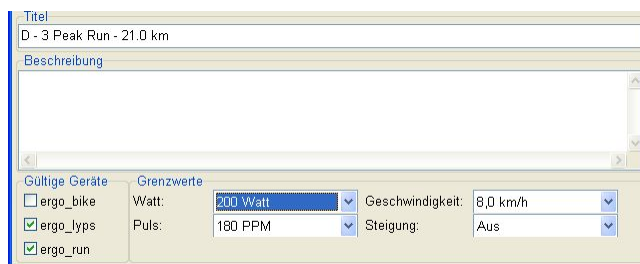 Titel
D - 3 Peak Run - 21.0 km
Beschreibung
Gültige Geräte
ergo_bike
ergo_lyps
ergo_run
Grenzwerte
Watt: 200 Watt Geschwindigkeit: 8,0 km/h
Puls: 180 PPM Steigung: Aus